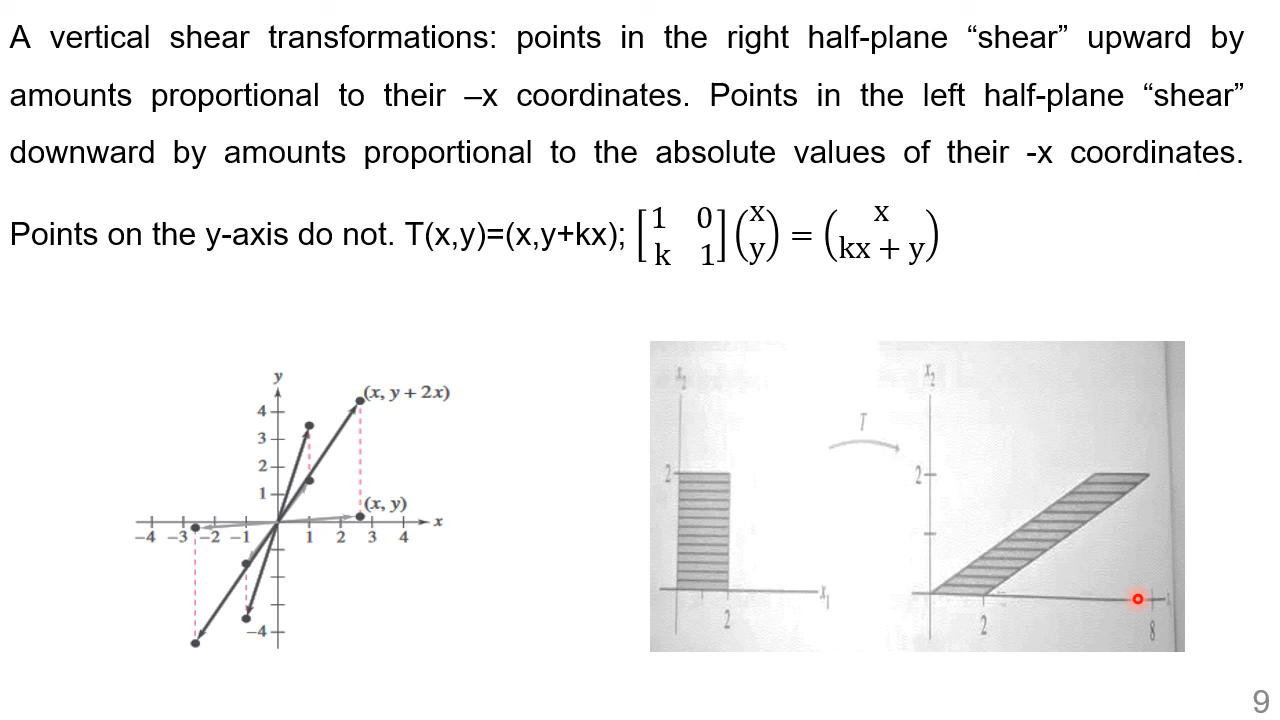 A vertical shear transformations: points in the right half-plane “shear” upward by
amounts proportional to their –x coordinates. Points in the left half-plane “shear”
downward by amounts proportional to the absolute values of their -x coordinates.
Points on the y-axis do not. T(x,y)=(x,y+kx); [1 0; k 1] (x; y) = (x; kx + y)
y
(x, y + 2x)
4
3
2
1
(x, y)
x
−4 −3 −2 −1 1 2 3 4
−4
x₂
2
x₁
2
T
x₂
2
2
8
9